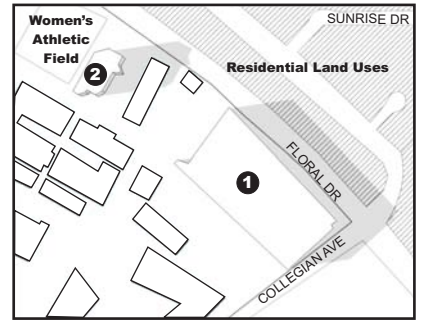 Women's
Athletic
Field
SUNRISE DR
2
Residential Land Uses
1
FLORAL DR
COLLEGIAN AVE